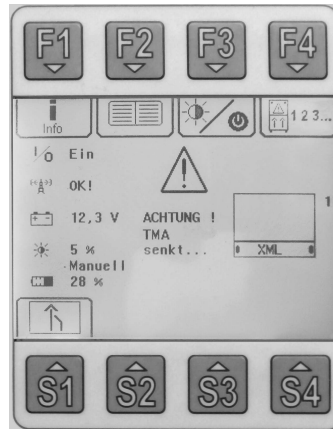 F1 F2 F3 F4
Info
123...
I/o Ein
OK!
12,3 V
5 %
Manuell
28 %
ACHTUNG !
TMA
senkt...
1
XML
S1 S2 S3 S4